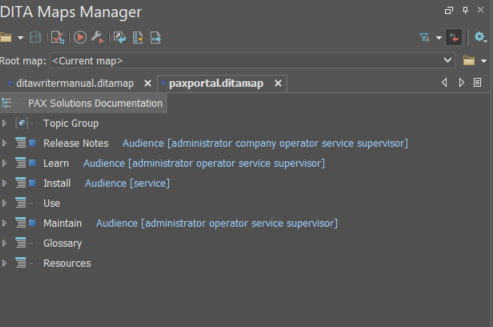 DITA Maps Manager
Root map: <Current map>
ditawritermanual.ditamap
paxportal.ditamap
PAX Solutions Documentation
Topic Group
Release Notes Audience [administrator company operator service supervisor]
Learn Audience [administrator operator service supervisor]
Install Audience [service]
Use
Maintain Audience [administrator operator service supervisor]
Glossary
Resources